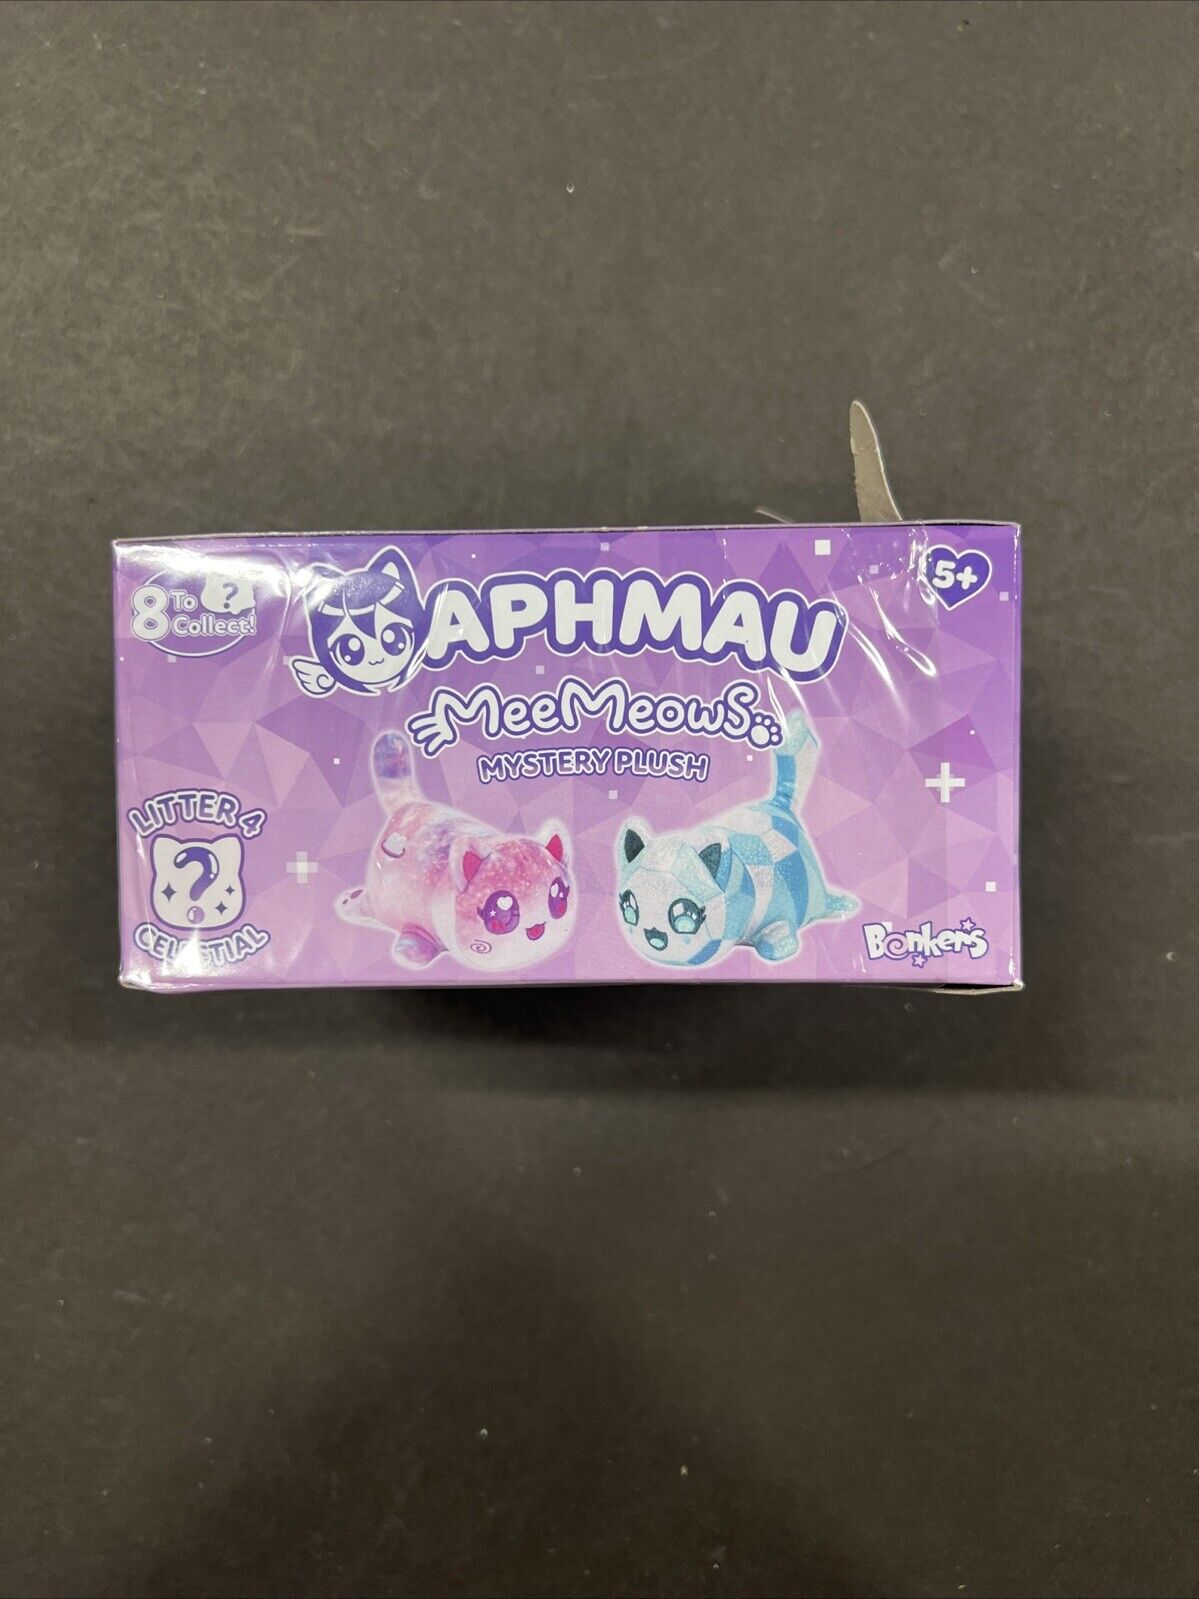 8 To
Collect!
?
APHMAU
5+
MeeMeows
MYSTERY PLUSH
LITTER 4
?
CELESTIAL
Bonkers